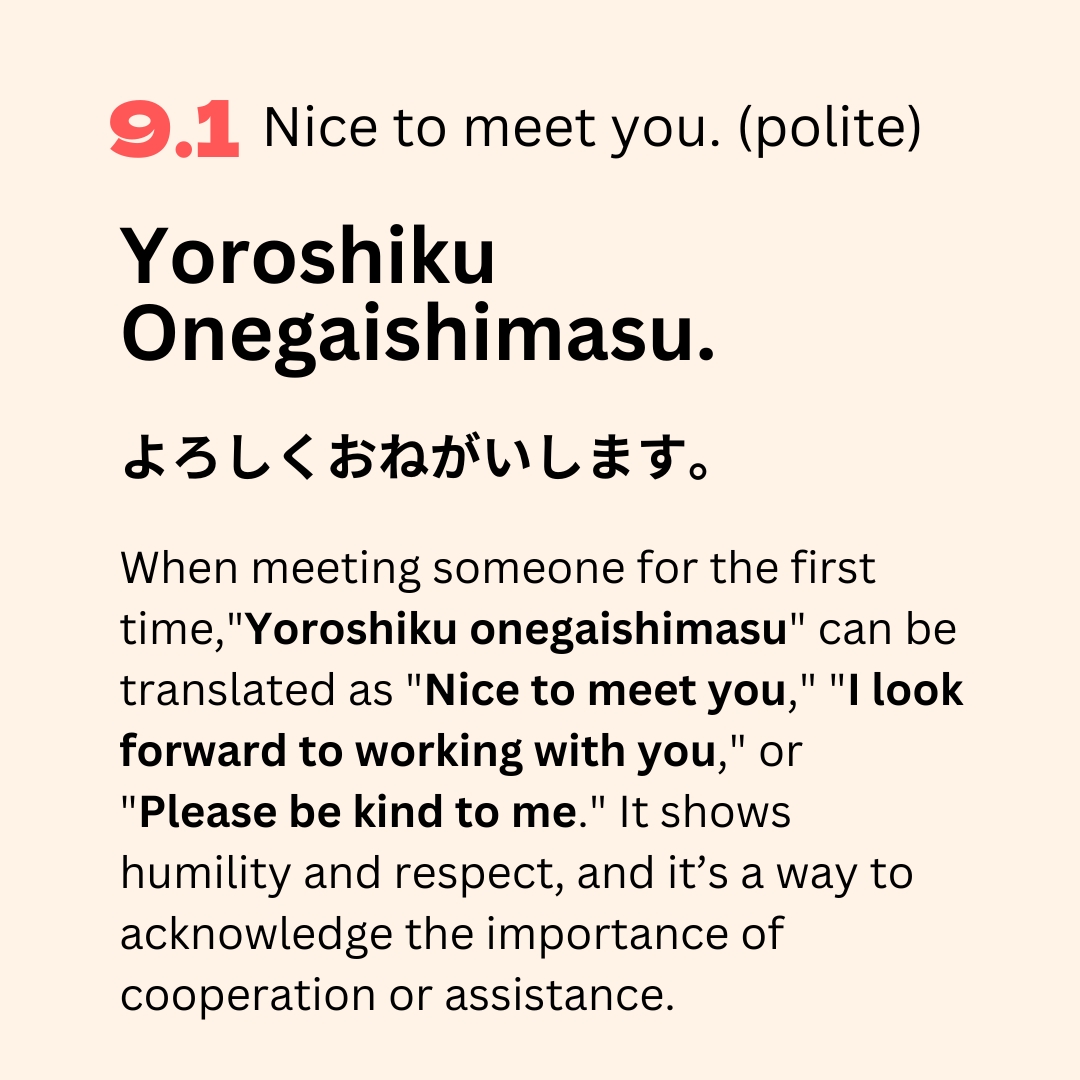 9.1 Nice to meet you. (polite)
Yoroshiku
Onegaishimasu.
よろしくおねがいします。
When meeting someone for the first
time,"Yoroshiku onegaishimasu" can be
translated as "Nice to meet you," "I look
forward to working with you," or
"Please be kind to me." It shows
humility and respect, and it’s a way to
acknowledge the importance of
cooperation or assistance.